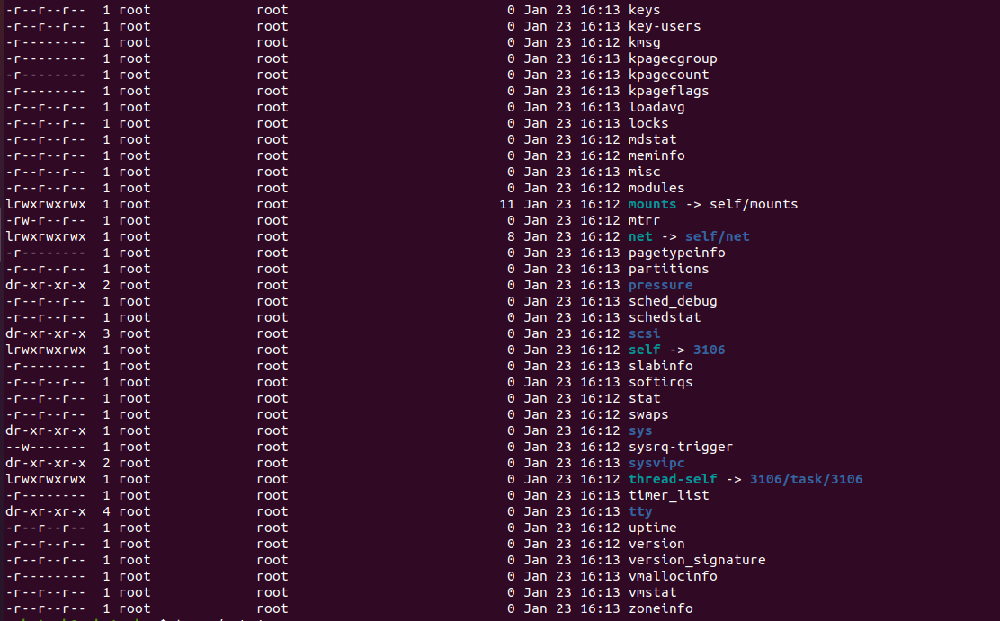 -r--r--r--  1 root             root                           0 Jan 23 16:13 keys
-r--r--r--  1 root             root                           0 Jan 23 16:13 key-users
-r--------  1 root             root                           0 Jan 23 16:12 kmsg
-r--------  1 root             root                           0 Jan 23 16:13 kpagecgroup
-r--------  1 root             root                           0 Jan 23 16:13 kpagecount
-r--------  1 root             root                           0 Jan 23 16:13 kpageflags
-r--r--r--  1 root             root                           0 Jan 23 16:13 loadavg
-r--r--r--  1 root             root                           0 Jan 23 16:13 locks
-r--r--r--  1 root             root                           0 Jan 23 16:12 mdstat
-r--r--r--  1 root             root                           0 Jan 23 16:12 meminfo
-r--r--r--  1 root             root                           0 Jan 23 16:13 misc
-r--r--r--  1 root             root                           0 Jan 23 16:12 modules
lrwxrwxrwx  1 root             root                          11 Jan 23 16:12 mounts -> self/mounts
-rw-r--r--  1 root             root                           0 Jan 23 16:12 mtrr
lrwxrwxrwx  1 root             root                           8 Jan 23 16:12 net -> self/net
-r--------  1 root             root                           0 Jan 23 16:13 pagetypeinfo
-r--r--r--  1 root             root                           0 Jan 23 16:12 partitions
dr-xr-xr-x  2 root             root                           0 Jan 23 16:13 pressure
-r--r--r--  1 root             root                           0 Jan 23 16:13 sched_debug
-r--r--r--  1 root             root                           0 Jan 23 16:13 schedstat
dr-xr-xr-x  3 root             root                           0 Jan 23 16:12 scsi
lrwxrwxrwx  1 root             root                           0 Jan 23 16:12 self -> 3106
-r--------  1 root             root                           0 Jan 23 16:13 slabinfo
-r--r--r--  1 root             root                           0 Jan 23 16:13 softirqs
-r--r--r--  1 root             root                           0 Jan 23 16:12 stat
-r--r--r--  1 root             root                           0 Jan 23 16:12 swaps
dr-xr-xr-x  1 root             root                           0 Jan 23 16:12 sys
--w-------  1 root             root                           0 Jan 23 16:12 sysrq-trigger
dr-xr-xr-x  2 root             root                           0 Jan 23 16:13 sysvipc
lrwxrwxrwx  1 root             root                           0 Jan 23 16:12 thread-self -> 3106/task/3106
-r--------  1 root             root                           0 Jan 23 16:13 timer_list
dr-xr-xr-x  4 root             root                           0 Jan 23 16:13 tty
-r--r--r--  1 root             root                           0 Jan 23 16:12 uptime
-r--r--r--  1 root             root                           0 Jan 23 16:12 version
-r--r--r--  1 root             root                           0 Jan 23 16:13 version_signature
-r--------  1 root             root                           0 Jan 23 16:13 vmallocinfo
-r--r--r--  1 root             root                           0 Jan 23 16:12 vmstat
-r--r--r--  1 root             root                           0 Jan 23 16:13 zoneinfo